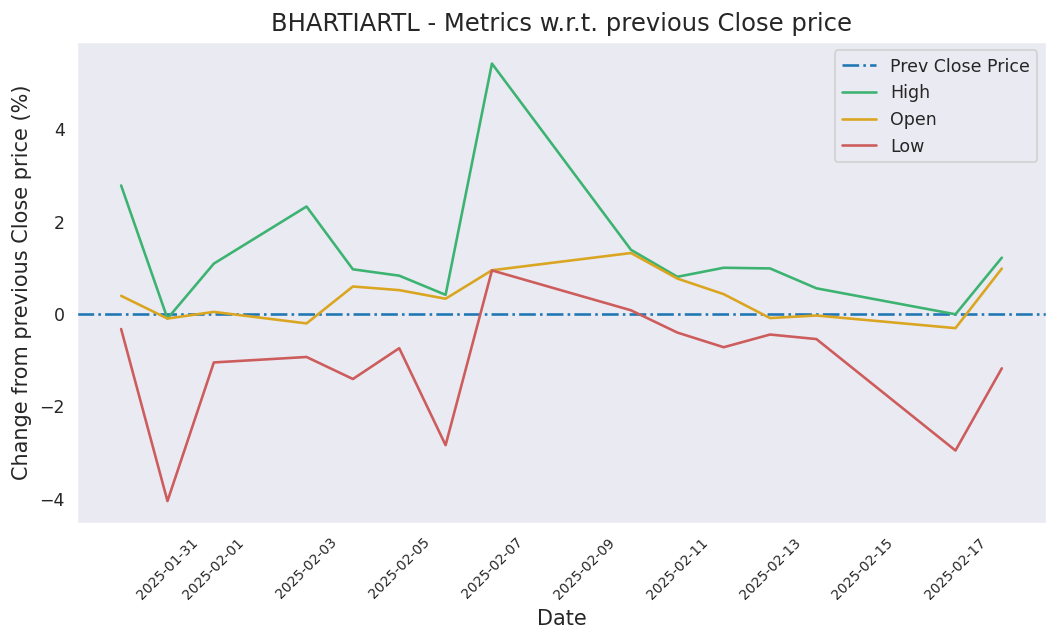 BHARTIARTL - Metrics w.r.t. previous Close price
Prev Close Price
High
Open
Low
Change from previous Close price (%)
4
2
0
−2
−4
2025-01-31
2025-02-01
2025-02-03
2025-02-05
2025-02-07
2025-02-09
2025-02-11
2025-02-13
2025-02-15
2025-02-17
Date